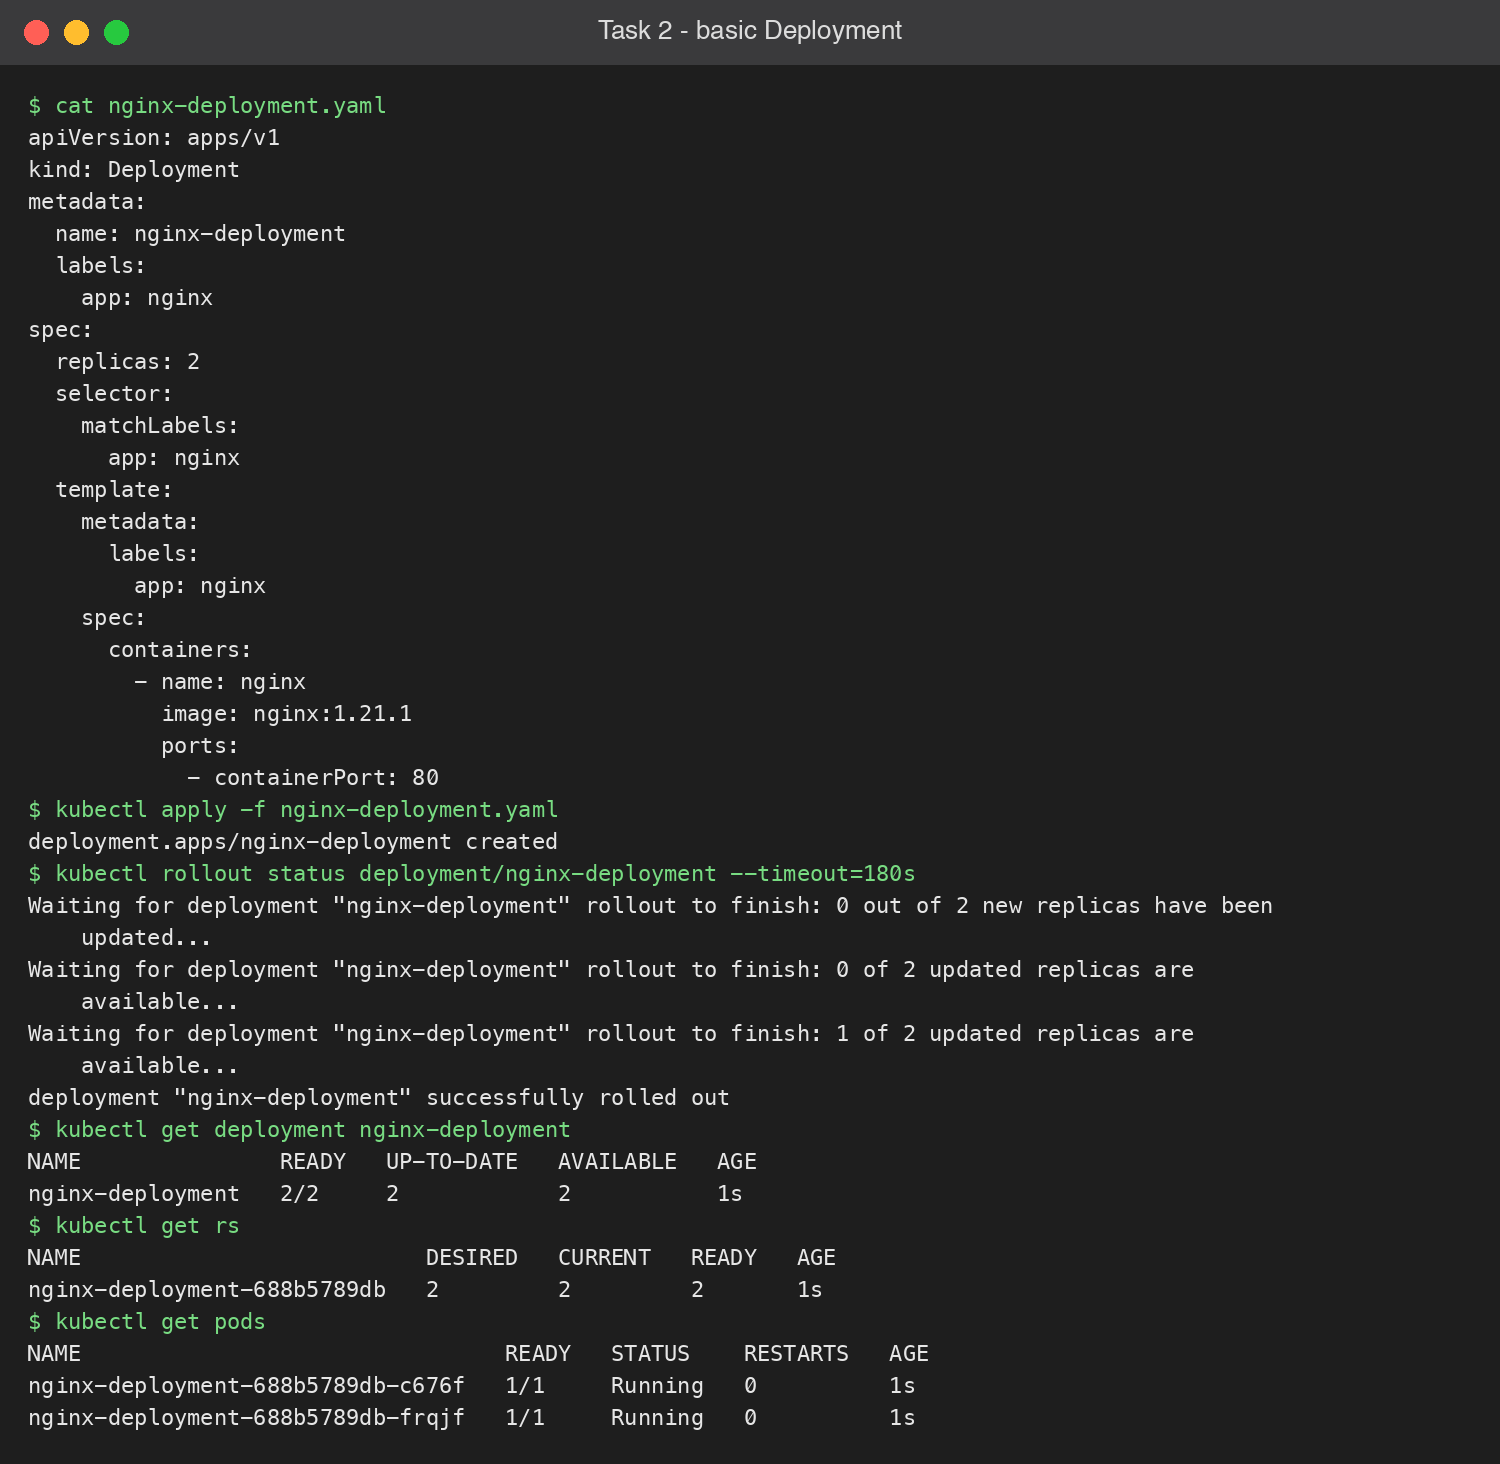 Task 2 - basic Deployment
$ cat nginx-deployment.yaml
apiVersion: apps/v1
kind: Deployment
metadata:
  name: nginx-deployment
  labels:
    app: nginx
spec:
  replicas: 2
  selector:
    matchLabels:
      app: nginx
  template:
    metadata:
      labels:
        app: nginx
    spec:
      containers:
        - name: nginx
          image: nginx:1.21.1
          ports:
            - containerPort: 80
$ kubectl apply -f nginx-deployment.yaml
deployment.apps/nginx-deployment created
$ kubectl rollout status deployment/nginx-deployment --timeout=180s
Waiting for deployment "nginx-deployment" rollout to finish: 0 out of 2 new replicas have been
    updated...
Waiting for deployment "nginx-deployment" rollout to finish: 0 of 2 updated replicas are
    available...
Waiting for deployment "nginx-deployment" rollout to finish: 1 of 2 updated replicas are
    available...
deployment "nginx-deployment" successfully rolled out
$ kubectl get deployment nginx-deployment
NAME               READY   UP-TO-DATE   AVAILABLE   AGE
nginx-deployment   2/2     2            2           1s
$ kubectl get rs
NAME                          DESIRED   CURRENT   READY   AGE
nginx-deployment-688b5789db   2         2         2       1s
$ kubectl get pods
NAME                                READY   STATUS    RESTARTS   AGE
nginx-deployment-688b5789db-c676f   1/1     Running   0          1s
nginx-deployment-688b5789db-frqjf   1/1     Running   0          1s